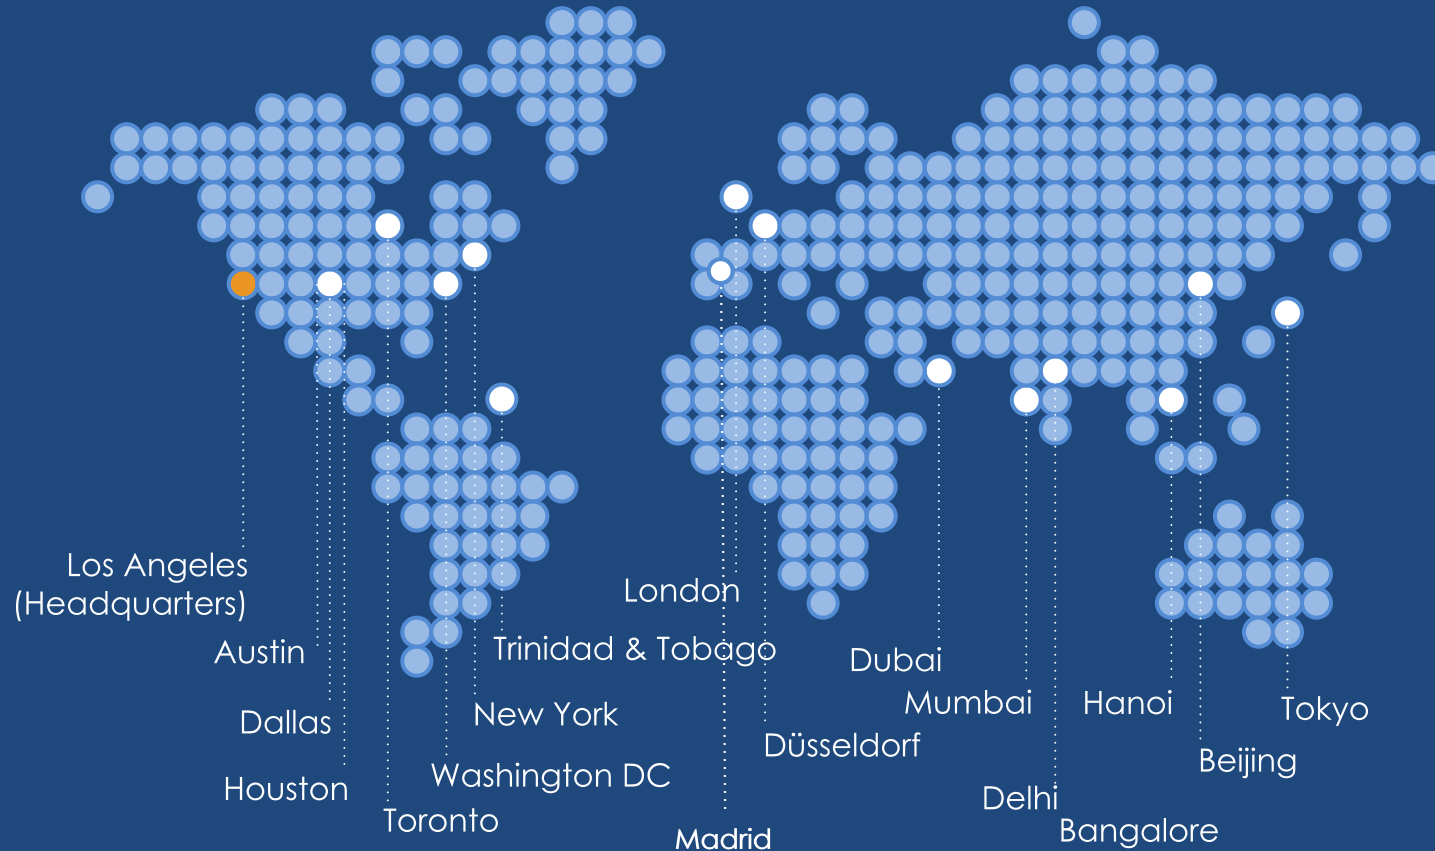 Los Angeles
(Headquarters)
Austin
Dallas
Houston
Toronto
Washington DC
New York
Trinidad & Tobago
London
Madrid
Düsseldorf
Dubai
Mumbai
Delhi
Bangalore
Hanoi
Beijing
Tokyo